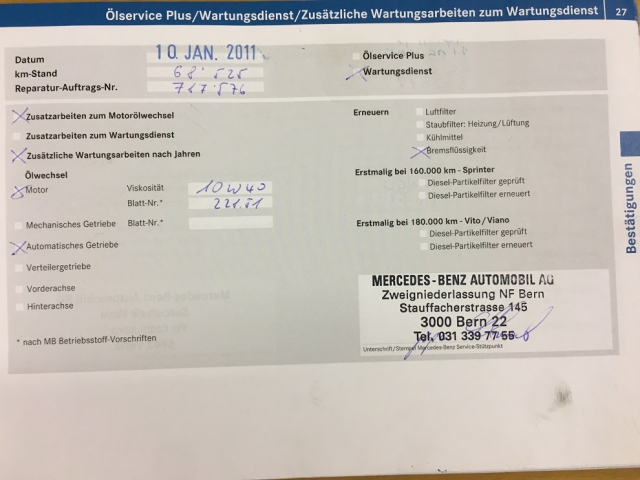 Ölservice Plus/Wartungsdienst/Zusätzliche Wartungsarbeiten zum Wartungsdienst 27
Datum 10. JAN. 2011
km-Stand 68'525
Reparatur-Auftrags-Nr. 747'576
Ölservice Plus
Wartungsdienst
Zusatzarbeiten zum Motorölwechsel
Zusatzarbeiten zum Wartungsdienst
Zusätzliche Wartungsarbeiten nach Jahren
Ölwechsel
Motor Viskosität 10W40
Blatt-Nr.* 221.51
Mechanisches Getriebe Blatt-Nr.*
Automatisches Getriebe
Verteilergetriebe
Vorderachse
Hinterachse
* nach MB Betriebsstoff-Vorschriften
Erneuern Luftfilter
Staubfilter: Heizung/Lüftung
Kühlmittel
Bremsflüssigkeit
Erstmalig bei 160.000 km - Sprinter
Diesel-Partikelfilter geprüft
Diesel-Partikelfilter erneuert
Erstmalig bei 180.000 km - Vito/Viano
Diesel-Partikelfilter geprüft
Diesel-Partikelfilter erneuert
MERCEDES-BENZ AUTOMOBIL AG
Zweigniederlassung NF Bern
Stauffacherstrasse 145
3000 Bern 22
Tel. 031 339 77 55
Unterschrift/Stempel Mercedes-Benz Service-Stützpunkt
Bestätigungen